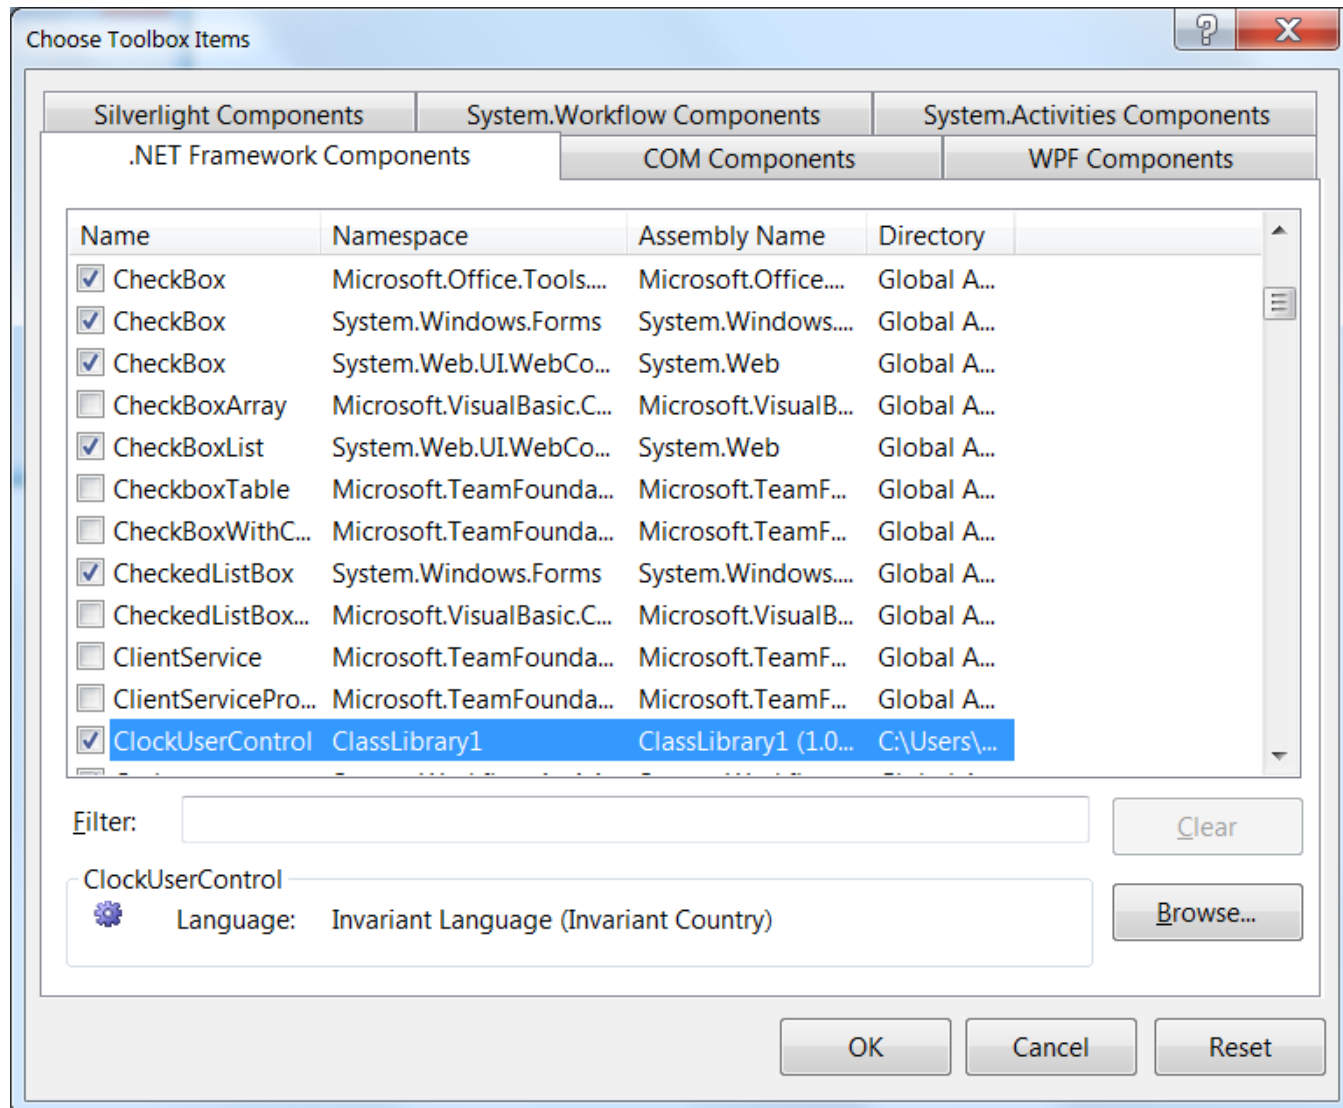 Choose Toolbox Items
Silverlight Components System.Workflow Components System.Activities Components
.NET Framework Components COM Components WPF Components
Name Namespace Assembly Name Directory
CheckBox Microsoft.Office.Tools.... Microsoft.Office.... Global A...
CheckBox System.Windows.Forms System.Windows.... Global A...
CheckBox System.Web.UI.WebCo... System.Web Global A...
CheckBoxArray Microsoft.VisualBasic.C... Microsoft.VisualB... Global A...
CheckBoxList System.Web.UI.WebCo... System.Web Global A...
CheckboxTable Microsoft.TeamFounda... Microsoft.TeamF... Global A...
CheckBoxWithC... Microsoft.TeamFounda... Microsoft.TeamF... Global A...
CheckedListBox System.Windows.Forms System.Windows.... Global A...
CheckedListBox... Microsoft.VisualBasic.C... Microsoft.VisualB... Global A...
ClientService Microsoft.TeamFounda... Microsoft.TeamF... Global A...
ClientServicePro... Microsoft.TeamFounda... Microsoft.TeamF... Global A...
ClockUserControl ClassLibrary1 ClassLibrary1 (1.0... C:\Users\...
Filter: Clear
ClockUserControl
Language: Invariant Language (Invariant Country) Browse...
OK Cancel Reset